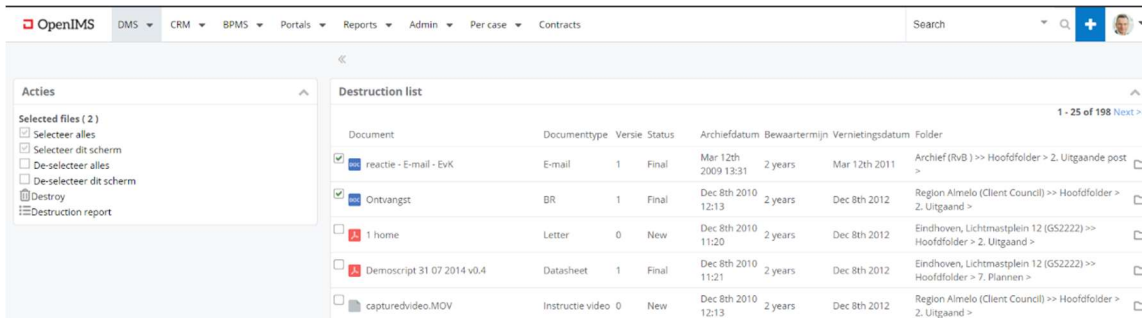 OpenIMS DMS CRM BPMS Portals Reports Admin Per case Contracts Search
Acties
Selected files ( 2 )
Selecteer alles
Selecteer dit scherm
De-selecteer alles
De-selecteer dit scherm
Destroy
Destruction report
Destruction list
1 - 25 of 198 Next >
Document Documenttype Versie Status Archiefdatum Bewaartermijn Vernietingsdatum Folder
DOC reactie - E-mail - EvK E-mail 1 Final Mar 12th 2009 13:31 2 years Mar 12th 2011 Archief (RvB ) >> Hoofdfolder > 2. Uitgaande post >
DOC Ontvangst BR 1 Final Dec 8th 2010 12:13 2 years Dec 8th 2012 Region Almelo (Client Council) >> Hoofdfolder > 2. Uitgaand >
1 home Letter 0 New Dec 8th 2010 11:20 2 years Dec 8th 2012 Eindhoven, Lichtmastplein 12 (GS2222) >> Hoofdfolder > 2. Uitgaand >
Demoscript 31 07 2014 v0.4 Datasheet 1 Final Dec 8th 2010 11:21 2 years Dec 8th 2012 Eindhoven, Lichtmastplein 12 (GS2222) >> Hoofdfolder > 7. Plannen >
capturedvideo.MOV Instructie video 0 New Dec 8th 2010 12:13 2 years Dec 8th 2012 Region Almelo (Client Council) >> Hoofdfolder > 2. Uitgaand >